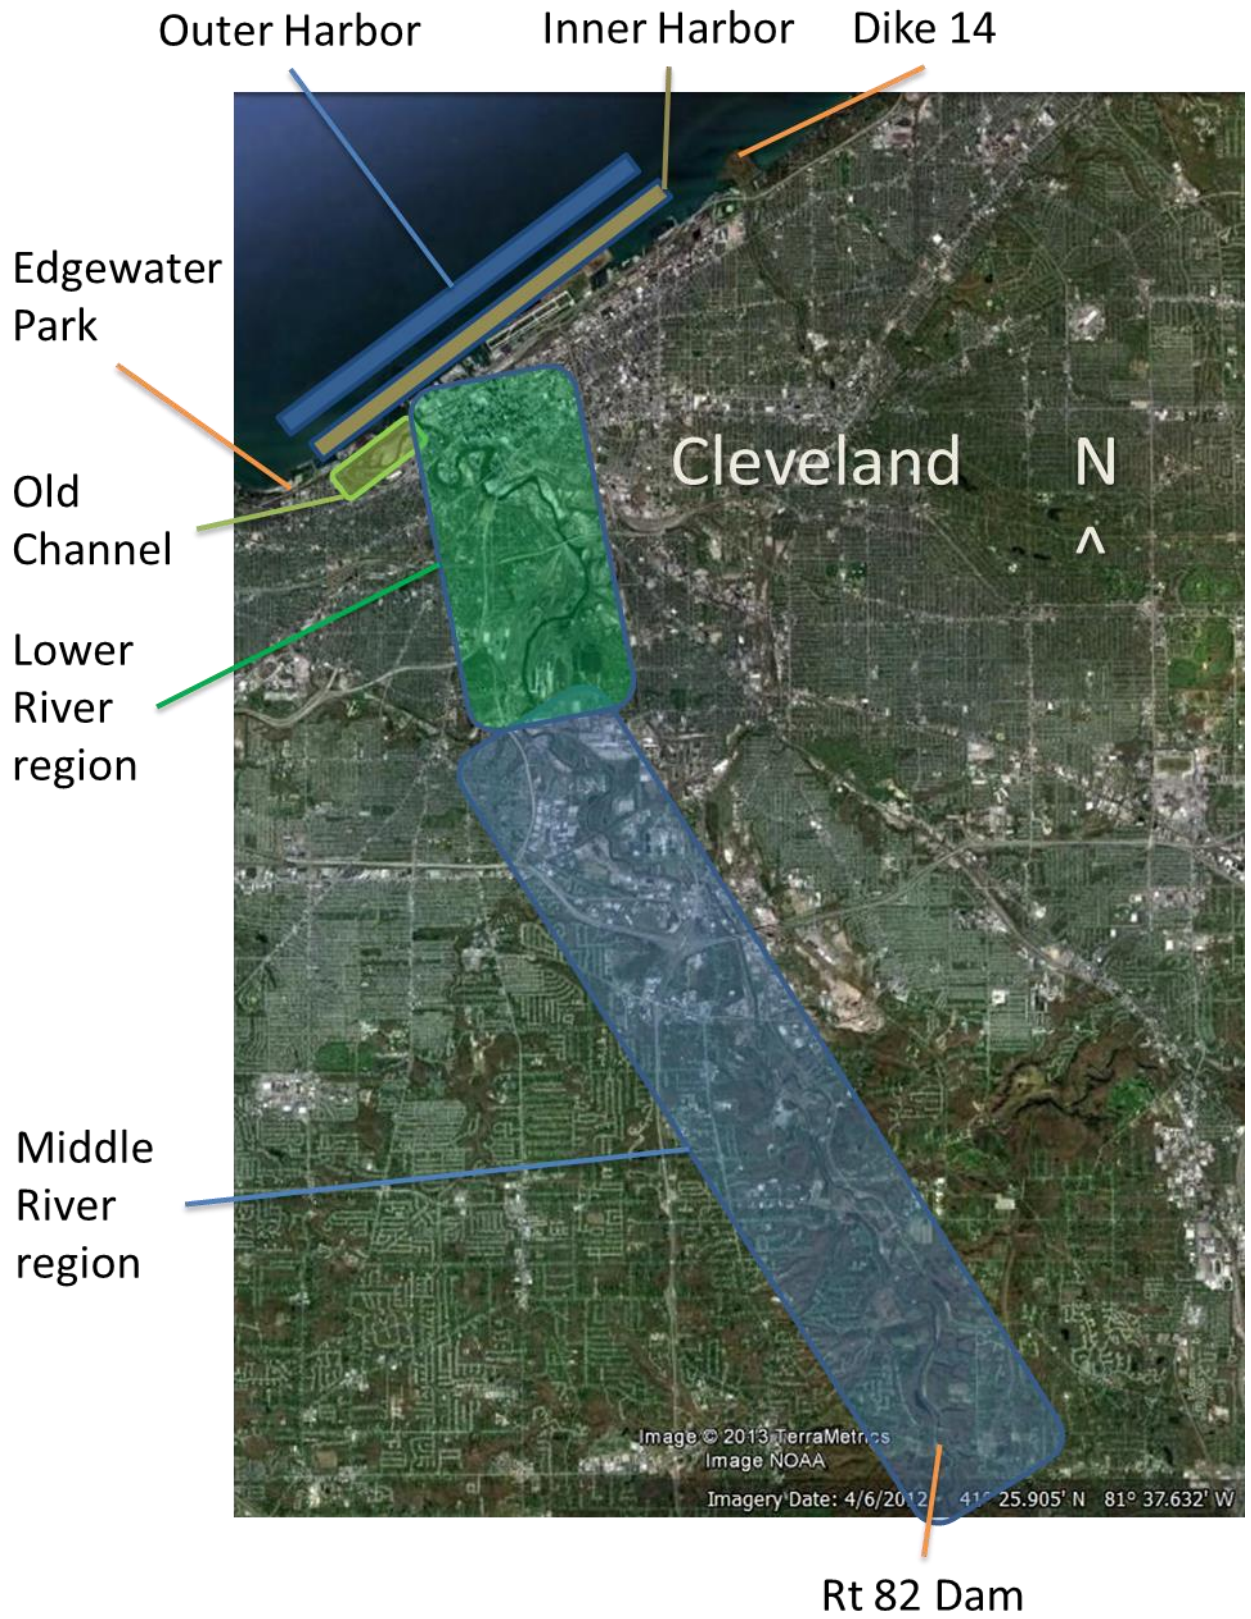 Outer Harbor
Inner Harbor
Dike 14
Edgewater
Park
Cleveland
N
^
Old
Channel
Lower
River
region
Middle
River
region
Image © 2013 TerraMetrics
Image NOAA
Imagery Date: 4/6/2012 41° 25.905' N 81° 37.632' W
Rt 82 Dam